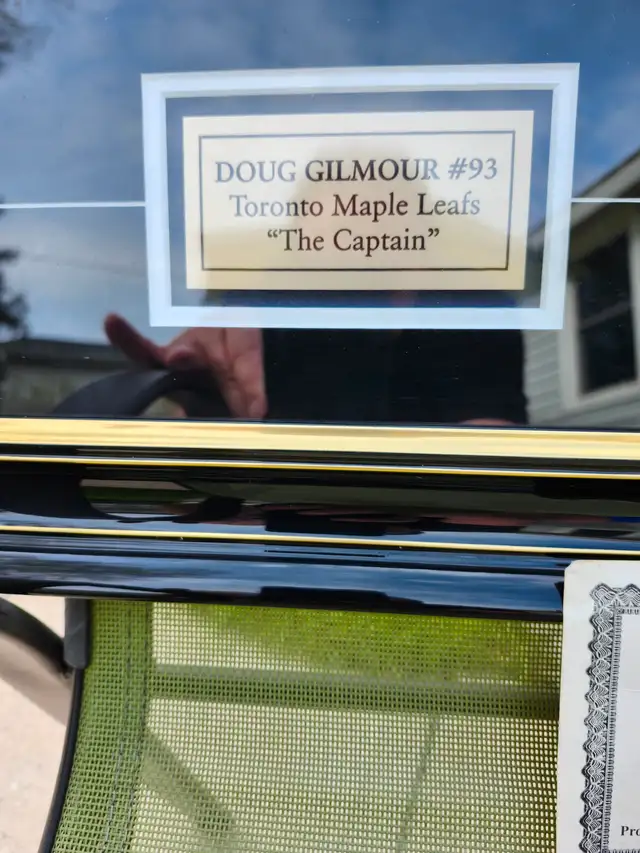 DOUG GILMOUR #93
Toronto Maple Leafs
“The Captain”